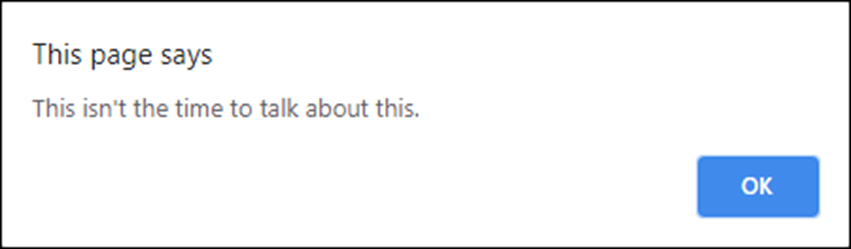 This page says
This isn't the time to talk about this.
OK